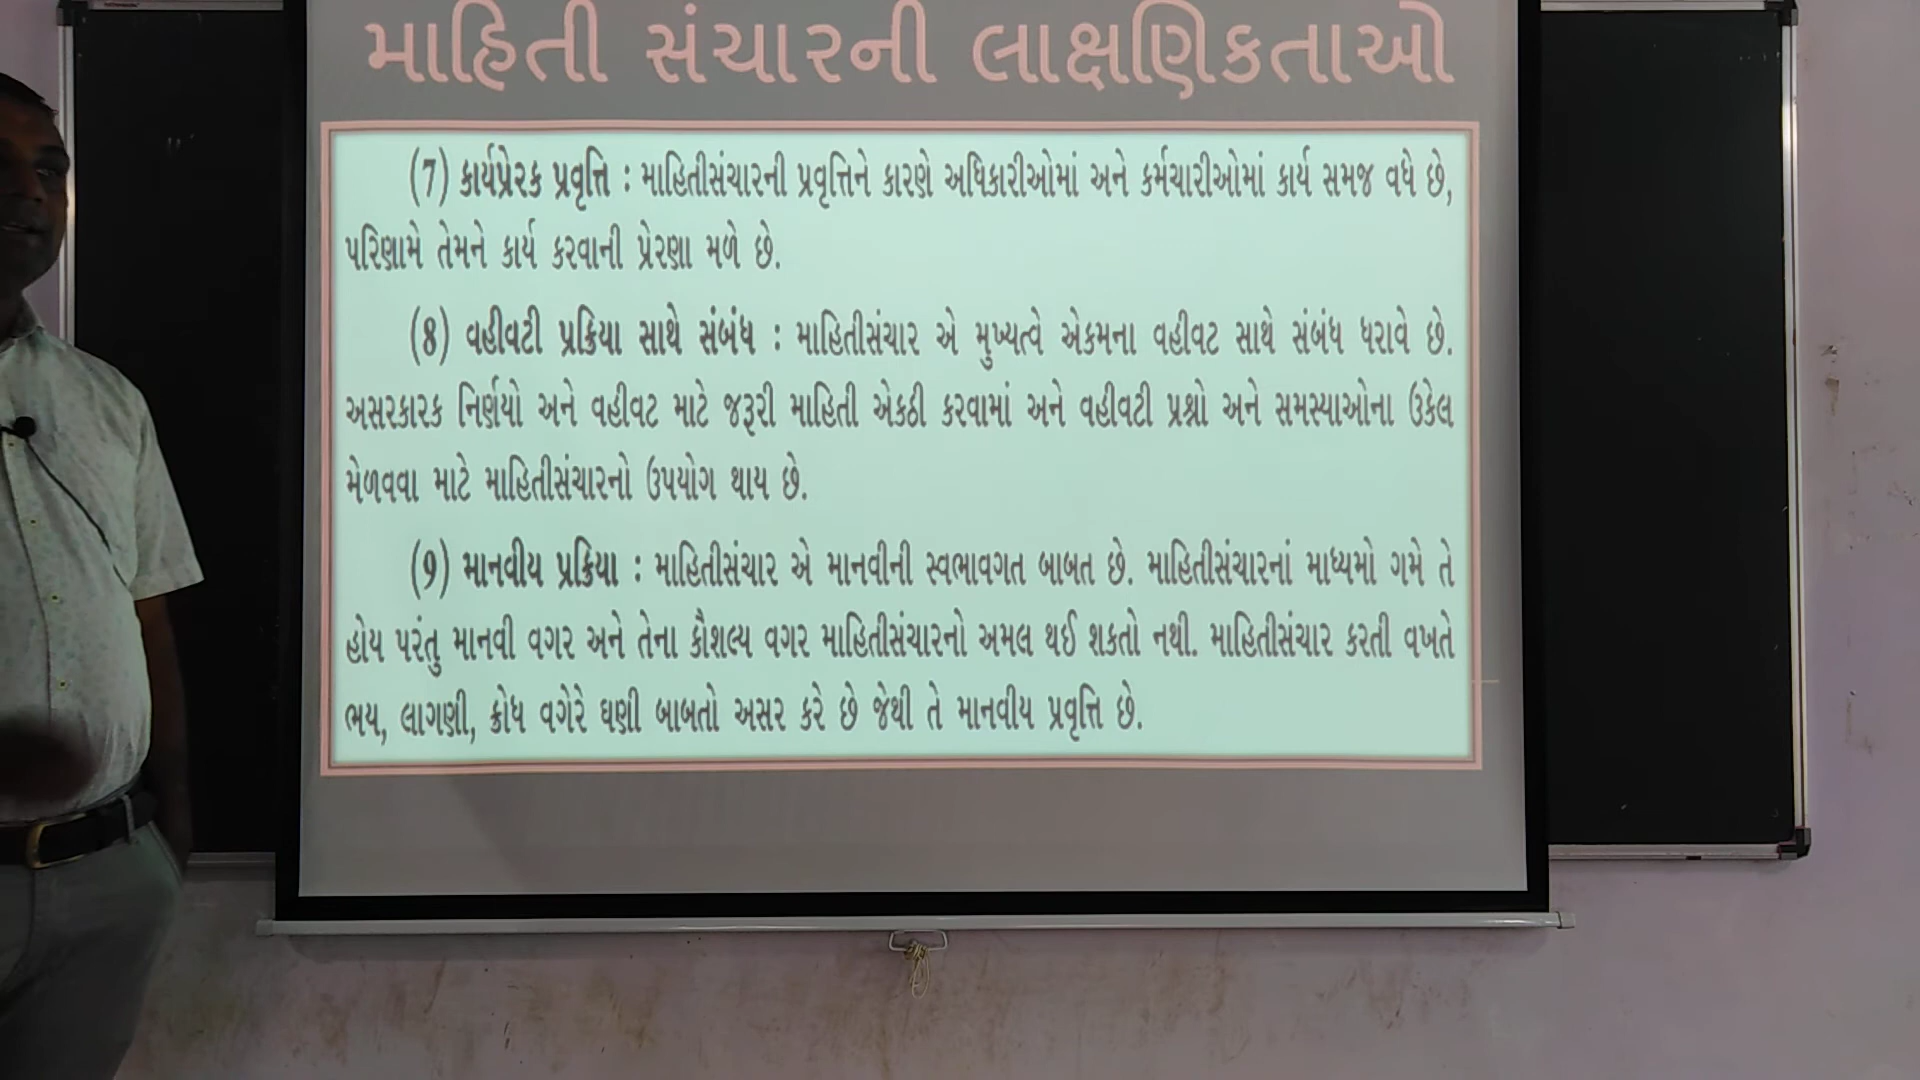 માહિતી સંચારની લાક્ષણિકતાઓ
(7) કાર્યપ્રેરક પ્રવૃત્તિ : માહિતીસંચારની પ્રવૃત્તિને કારણે અધિકારીઓમાં અને કર્મચારીઓમાં કાર્ય સમજ વધે છે,
પરિણામે તેમને કાર્ય કરવાની પ્રેરણા મળે છે.
(8) વહીવટી પ્રક્રિયા સાથે સંબંધ : માહિતીસંચાર એ મુખ્યત્વે એકમના વહીવટ સાથે સંબંધ ધરાવે છે.
અસરકારક નિર્ણયો અને વહીવટ માટે જરૂરી માહિતી એકઠી કરવામાં અને વહીવટી પ્રશ્નો અને સમસ્યાઓના ઉકેલ
મેળવવા માટે માહિતીસંચારનો ઉપયોગ થાય છે.
(9) માનવીય પ્રક્રિયા : માહિતીસંચાર એ માનવીની સ્વભાવગત બાબત છે. માહિતીસંચારનાં માધ્યમો ગમે તે
હોય પરંતુ માનવી વગર અને તેના કૌશલ્ય વગર માહિતીસંચારનો અમલ થઈ શકતો નથી. માહિતીસંચાર કરતી વખતે
ભય, લાગણી, ક્રોધ વગેરે ઘણી બાબતો અસર કરે છે જેથી તે માનવીય પ્રવૃત્તિ છે.